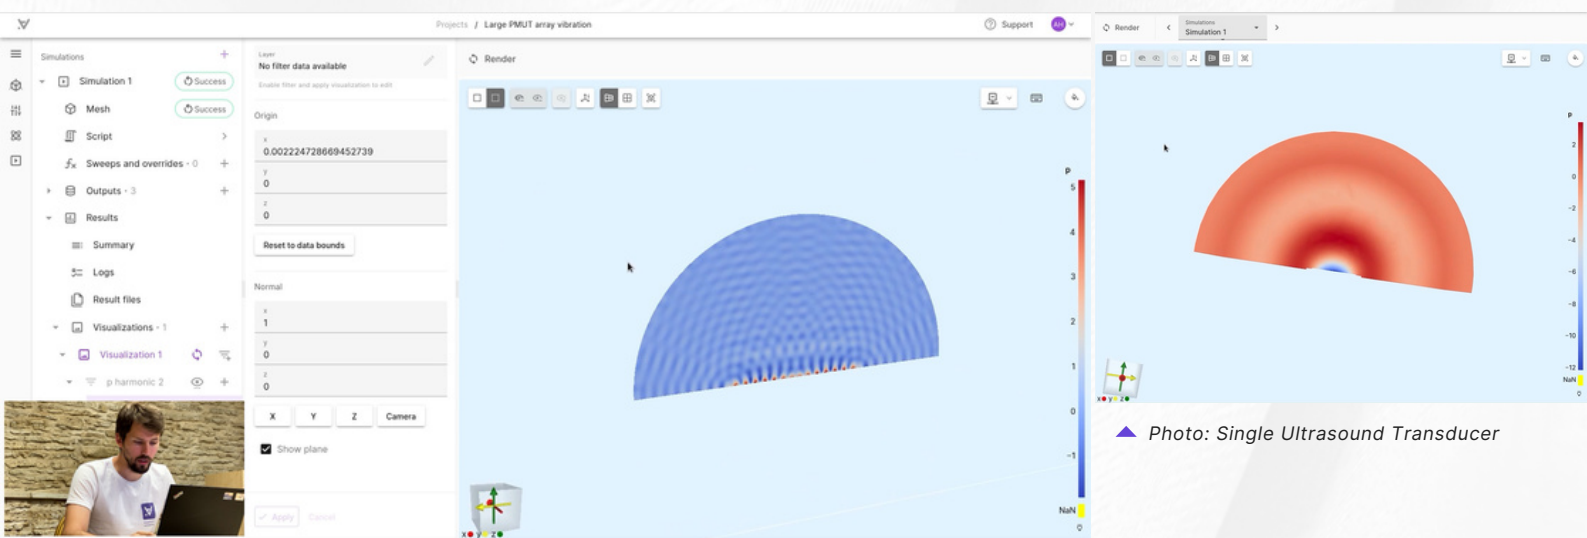 Projects / Large PMUT array vibration
Support
AH
Simulations
Simulation 1
Success
Mesh
Success
Script
Sweeps and overrides - 0
Outputs - 3
Results
Summary
Logs
Result files
Visualizations - 1
Visualization 1
p harmonic 2
Layer
No filter data available
Enable filter and apply visualization to edit
Origin
x
0.002224728669452739
y
0
z
0
Reset to data bounds
Normal
x
1
y
0
z
0
X
Y
Z
Camera
Show plane
Apply
Cancel
Render
p
5
4
3
2
1
0
-1
NaN
x y z
Render
Simulations
Simulation 1
p
2
0
-2
-4
-6
-8
-10
-12
NaN
x y z
Photo: Single Ultrasound Transducer